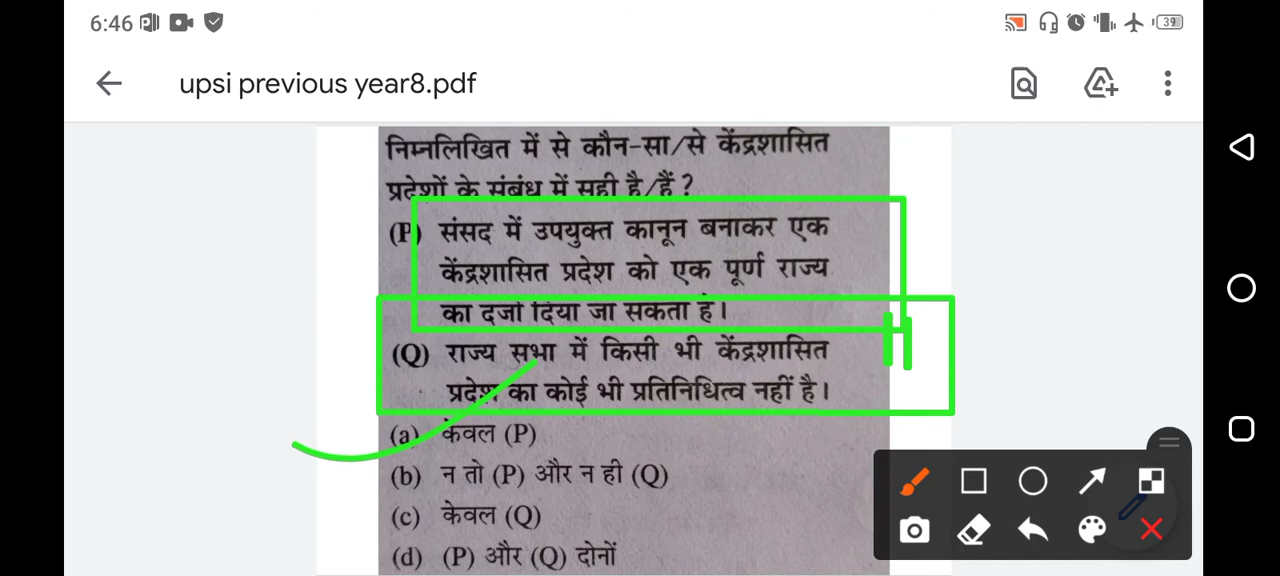 6:46
39
upsi previous year8.pdf
निम्नलिखित में से कौन-सा/से केंद्रशासित
प्रदेशों के संबंध में सही है/हैं ?
(P) संसद में उपयुक्त कानून बनाकर एक
केंद्रशासित प्रदेश को एक पूर्ण राज्य
का दर्जा दिया जा सकता है।
(Q) राज्य सभा में किसी भी केंद्रशासित
प्रदेश का कोई भी प्रतिनिधित्व नहीं है।
(a) केवल (P)
(b) न तो (P) और न ही (Q)
(c) केवल (Q)
(d) (P) और (Q) दोनों